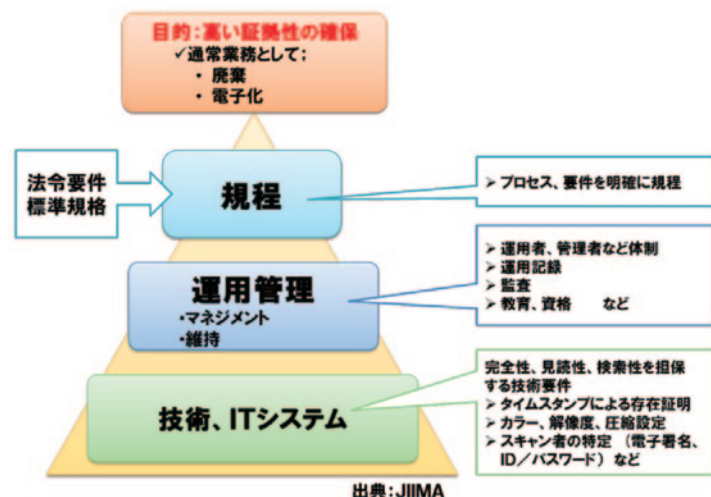 目的:高い証拠性の確保
✓通常業務として;
・ 廃棄
・ 電子化
法令要件
標準規格
規程
➢ プロセス、要件を明確に規程
運用管理
・マネジメント
・維持
➢ 運用者、管理者など体制
➢ 運用記録
➢ 監査
➢ 教育、資格 など
技術、ITシステム
完全性、見読性、検索性を担保
する技術要件
➢ タイムスタンプによる存在証明
➢ カラー、解像度、圧縮設定
➢ スキャン者の特定 (電子署名、
ID/パスワード)など
出典:JIIMA